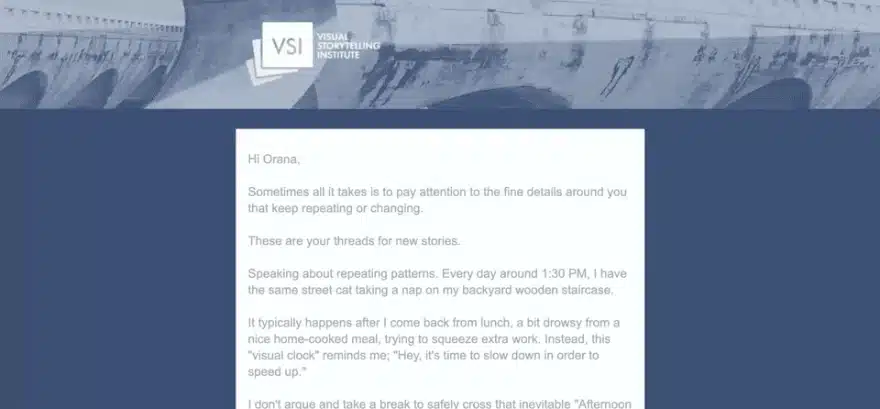 VSI
VISUAL
STORYTELLING
INSTITUTE
Hi Orana,
Sometimes all it takes is to pay attention to the fine details around you
that keep repeating or changing.
These are your threads for new stories.
Speaking about repeating patterns. Every day around 1:30 PM, I have
the same street cat taking a nap on my backyard wooden staircase.
It typically happens after I come back from lunch, a bit drowsy from a
nice home-cooked meal, trying to squeeze extra work. Instead, this
"visual clock" reminds me; "Hey, it's time to slow down in order to
speed up."
I don't argue and take a break to safely cross that inevitable "Afternoon